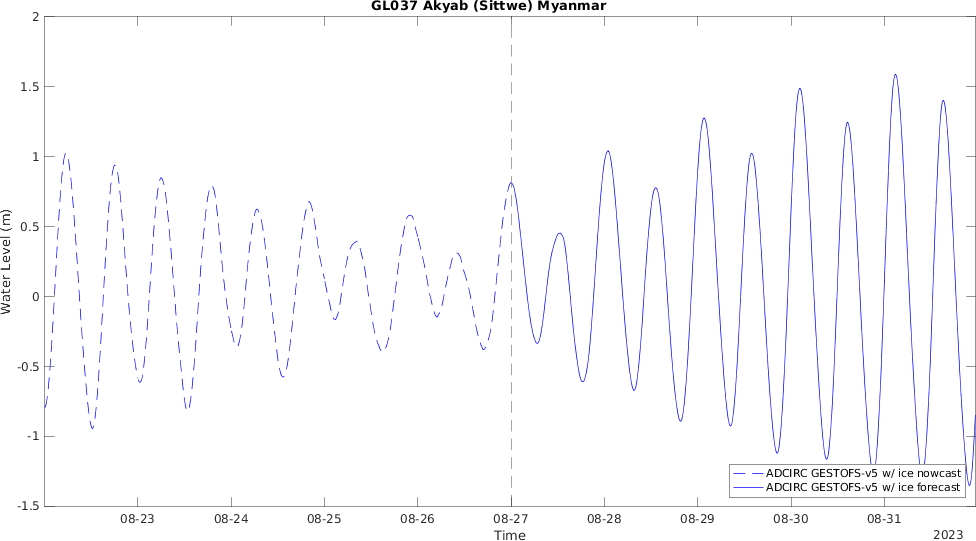 GL037 Akyab (Sittwe) Myanmar
2
1.5
1
0.5
0
-0.5
-1
-1.5
Water Level (m)
ADCIRC GESTOFS-v5 w/ ice nowcast
ADCIRC GESTOFS-v5 w/ ice forecast
08-23 08-24 08-25 08-26 08-27 08-28 08-29 08-30 08-31
Time
2023